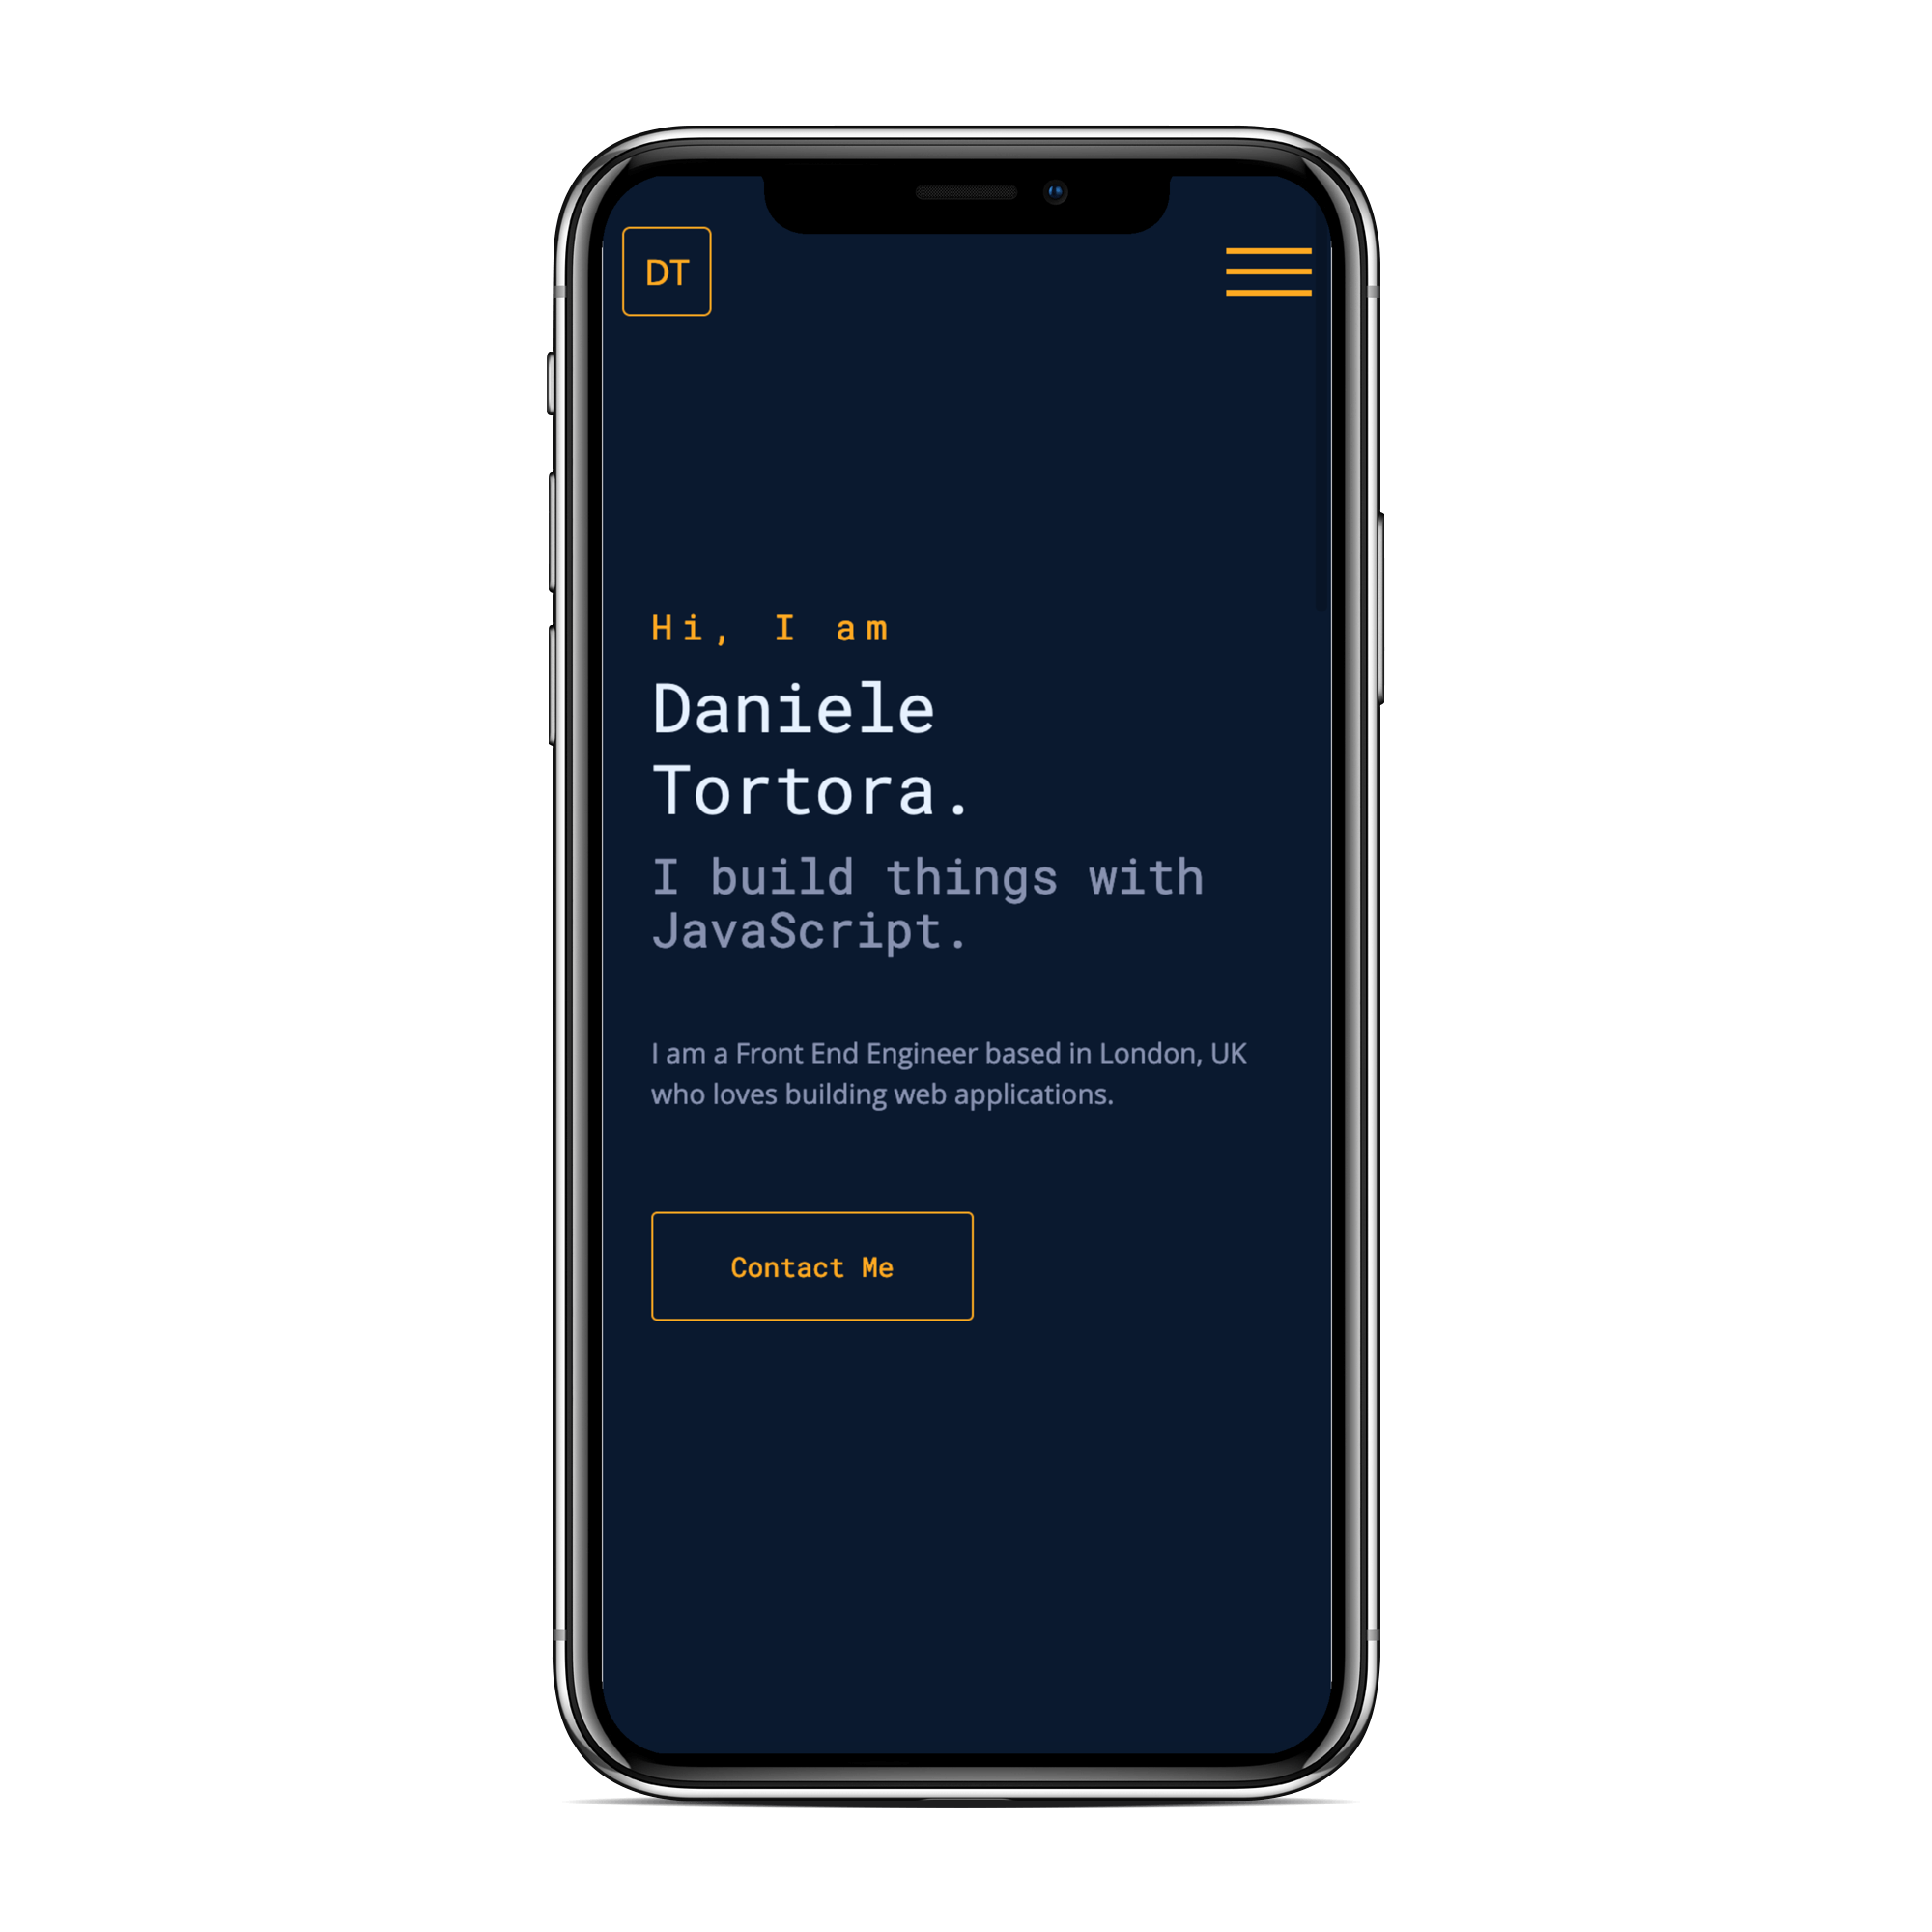 DT
Hi, I am
Daniele
Tortora.
I build things with
JavaScript.
I am a Front End Engineer based in London, UK
who loves building web applications.
Contact Me